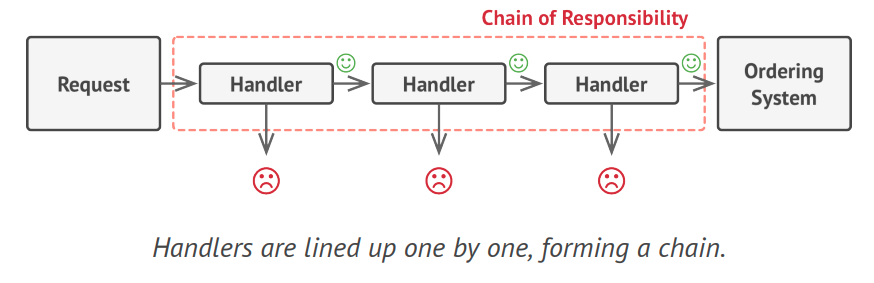 Chain of Responsibility
Request
Handler
Handler
Handler
Ordering
System
Handlers are lined up one by one, forming a chain.